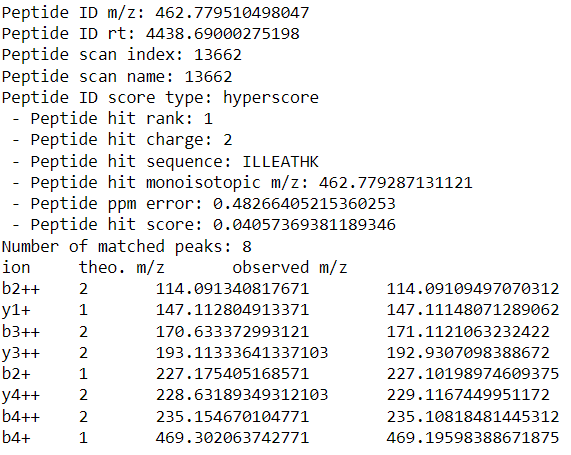 Peptide ID m/z: 462.779510498047
Peptide ID rt: 4438.69000275198
Peptide scan index: 13662
Peptide scan name: 13662
Peptide ID score type: hyperscore
- Peptide hit rank: 1
- Peptide hit charge: 2
- Peptide hit sequence: ILLEATHK
- Peptide hit monoisotopic m/z: 462.779287131121
- Peptide ppm error: 0.48266405215360253
- Peptide hit score: 0.04057369381189346
Number of matched peaks: 8
ion theo. m/z observed m/z
b2++ 2 114.091340817671 114.09109497070312
y1+ 1 147.112804913371 147.11148071289062
b3++ 2 170.633372993121 171.1121063232422
y3++ 2 193.11333641337103 192.9307098388672
b2+ 1 227.175405168571 227.10198974609375
y4++ 2 228.63189349312103 229.1167449951172
b4++ 2 235.154670104771 235.10818481445312
b4+ 1 469.302063742771 469.19598388671875